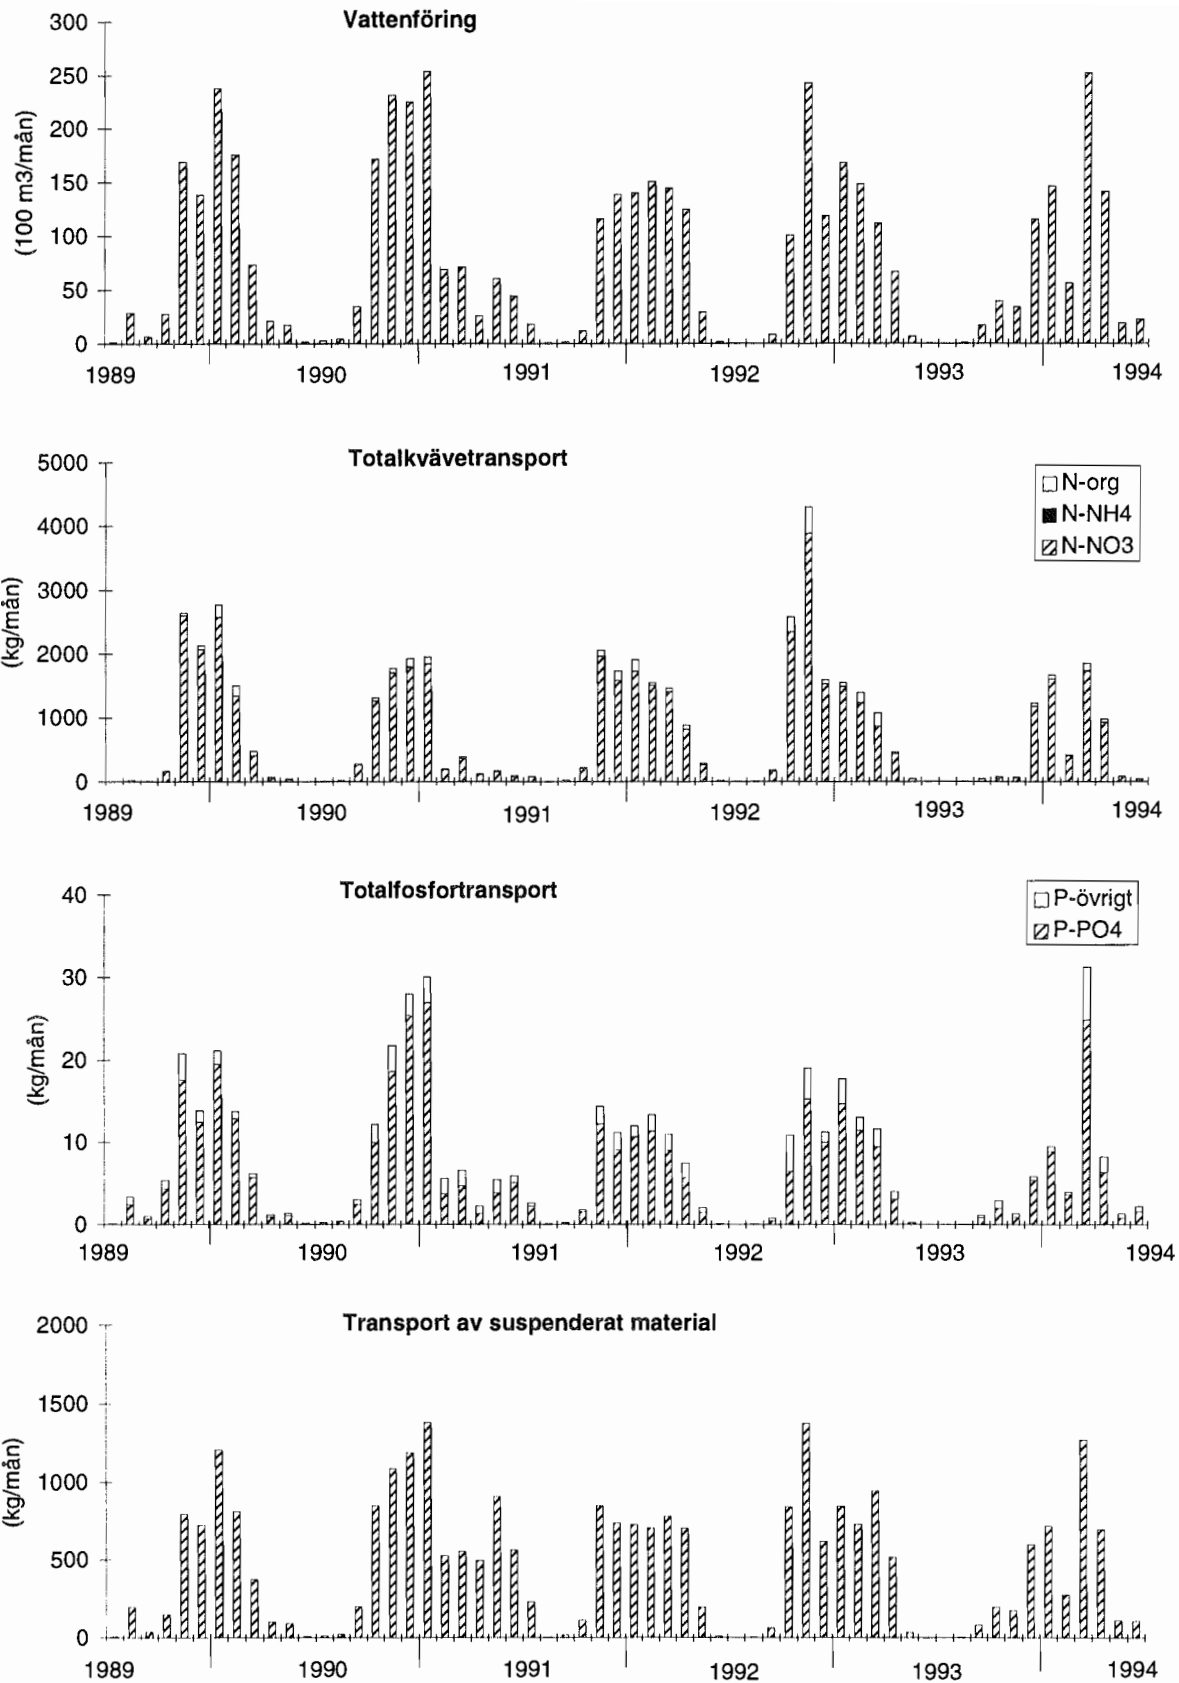 Vattenföring
300
250
200
150
100
50
0
(100 m3/mån)
1989 1990 1991 1992 1993 1994
Totalkvävetransport
5000
4000
3000
2000
1000
0
(kg/mån)
N-org
N-NH4
N-NO3
1989 1990 1991 1992 1993 1994
Totalfosfortransport
40
30
20
10
0
(kg/mån)
P-övrigt
P-PO4
1989 1990 1991 1992 1993 1994
Transport av suspenderat material
2000
1500
1000
500
0
(kg/mån)
1989 1990 1991 1992 1993 1994